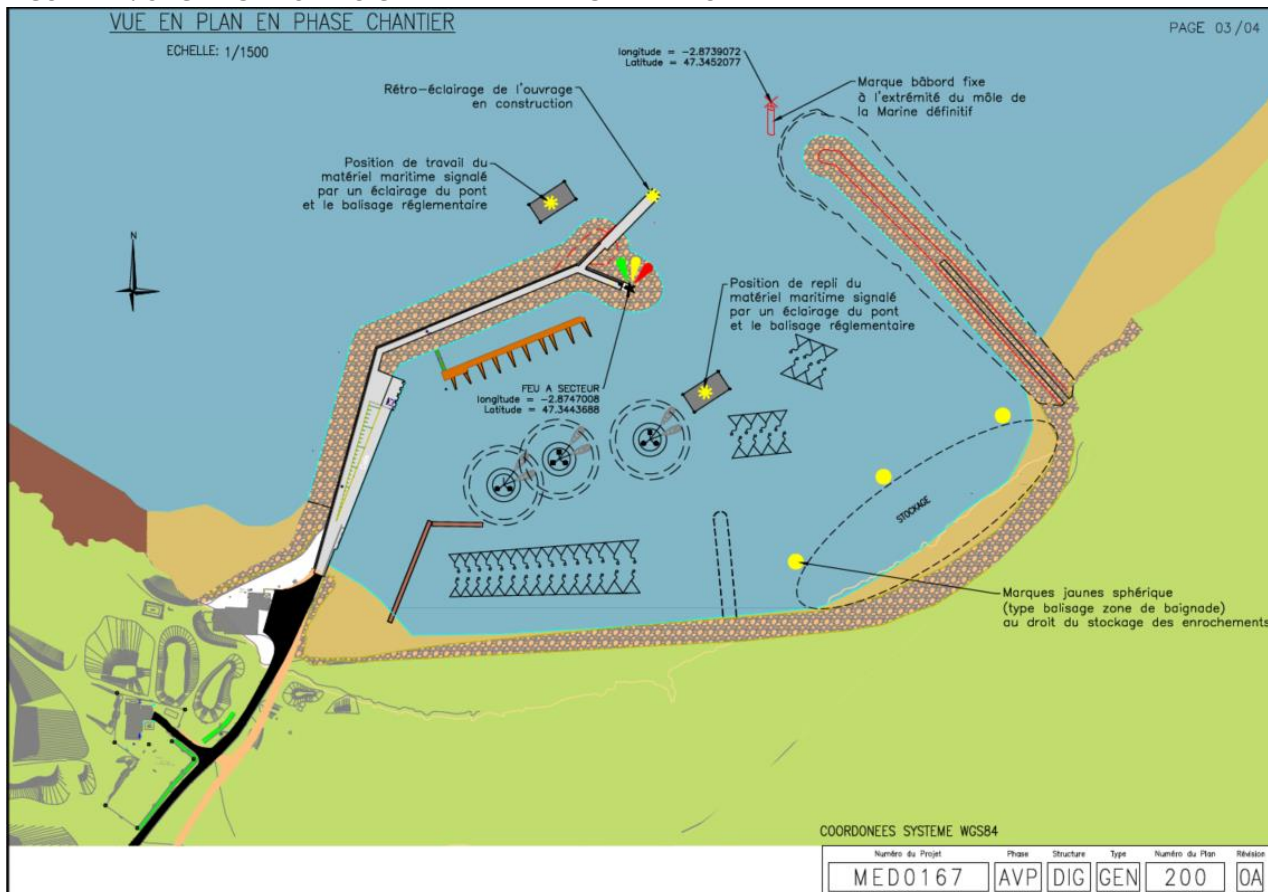 VUE EN PLAN EN PHASE CHANTIER
PAGE 03/04
ECHELLE: 1/1500
longitude = -2.8739072
Latitude = 47.3452077
Rétro-éclairage de l'ouvrage
en construction
Marque bâbord fixe
à l'extrémité du môle de
la Marine définitif
Position de travail du
matériel maritime signalé
par un éclairage du pont
et le balisage réglementaire
N
Position de repli du
matériel maritime signalé
par un éclairage du pont
et le balisage réglementaire
FEU A SECTEUR
longitude = -2.8747008
Latitude = 47.3443688
STOCKAGE
Marques jaunes sphérique
(type balisage zone de baignade)
au droit du stockage des enrochements
COORDONEES SYSTEME WGS84
Numéro du Projet Phase Structure Type Numéro du Plan Révision
MED0167 AVP DIG GEN 200 0A